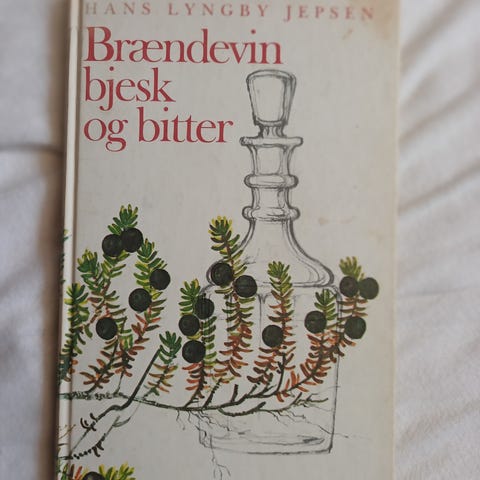 HANS LYNGBY JEPSEN
Brændevin
bjesk
og bitter